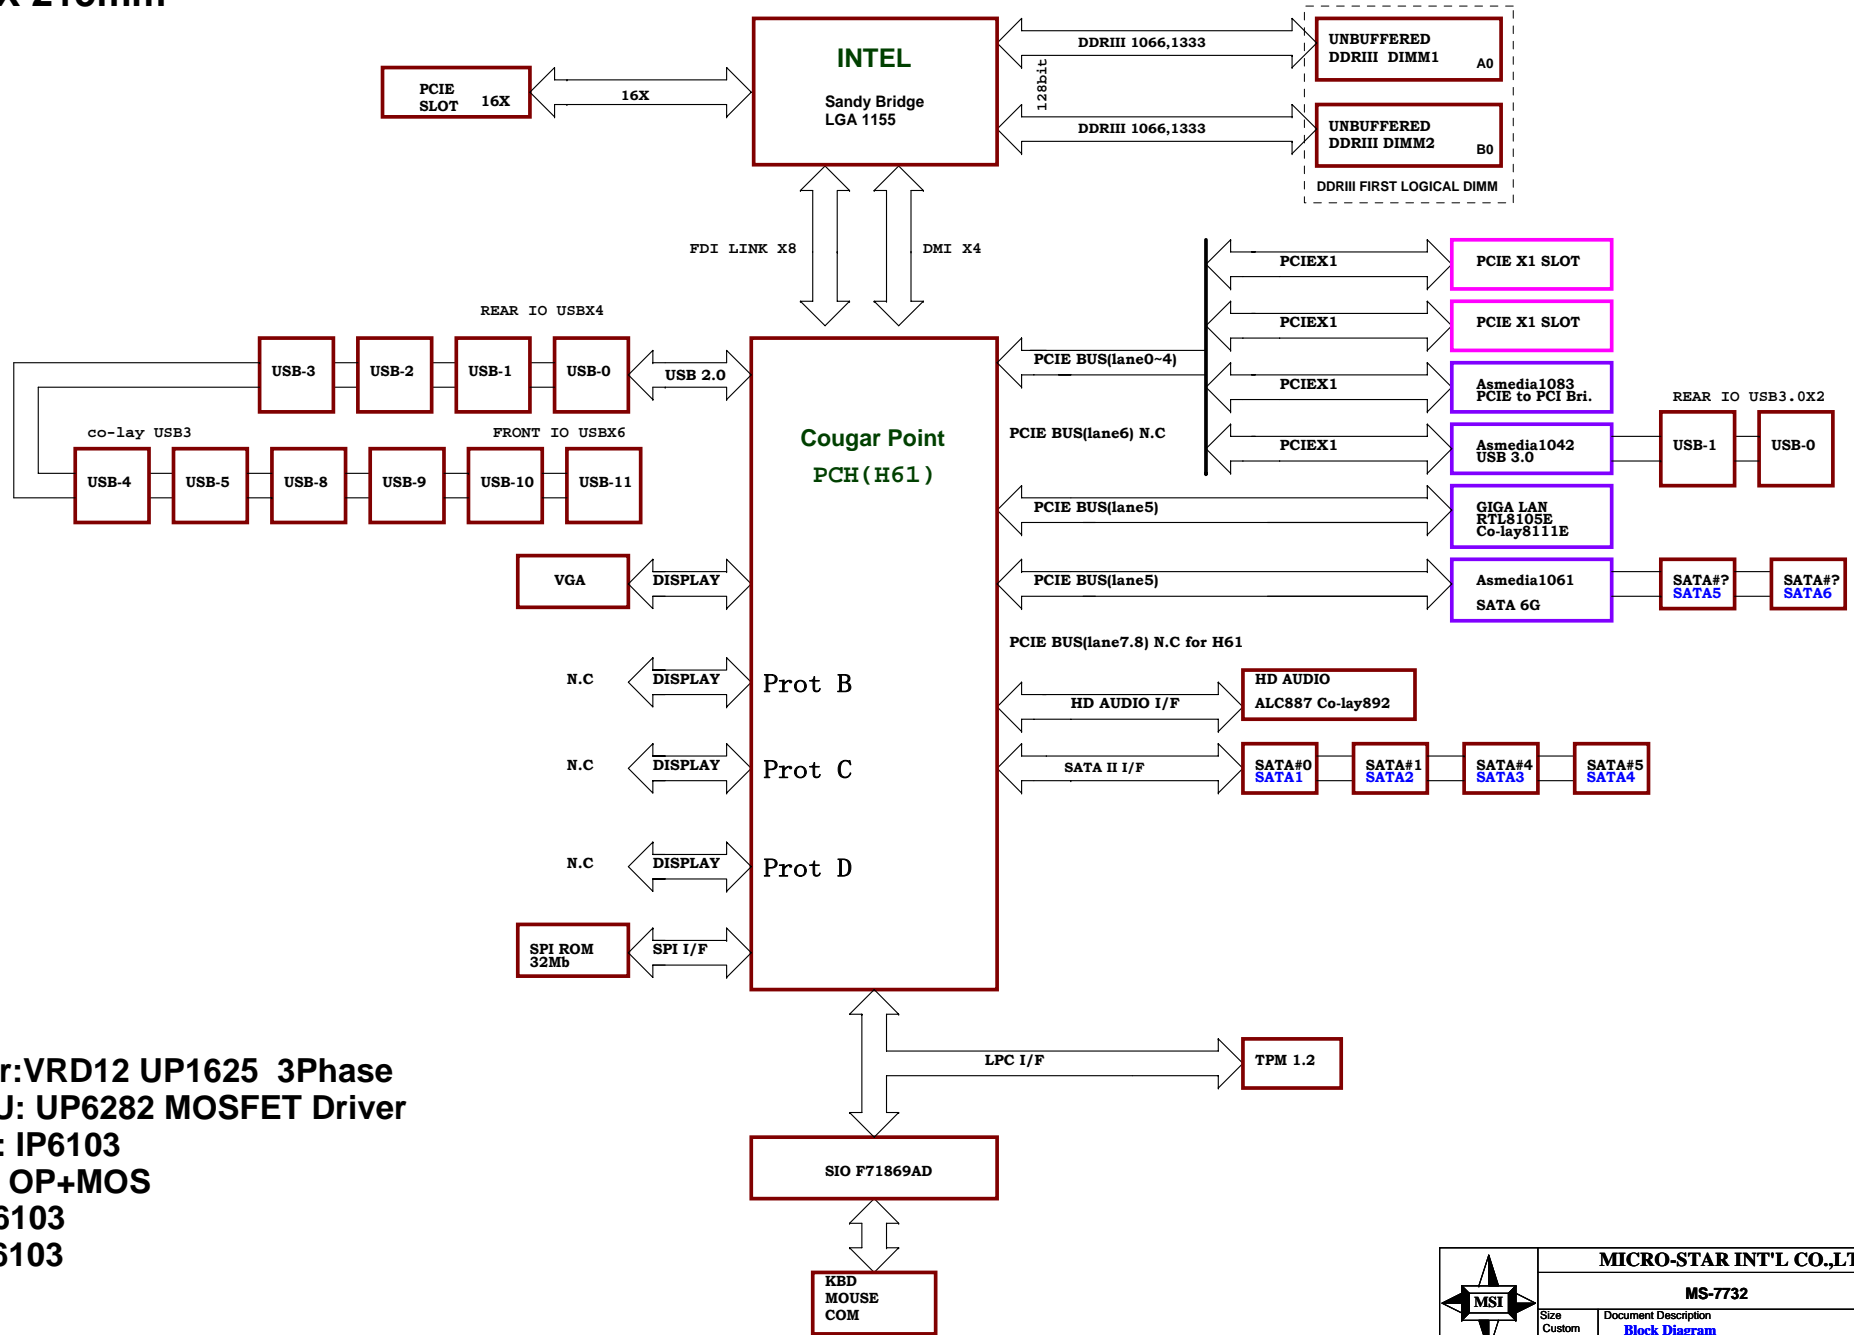 X 210mm
INTEL
Sandy Bridge
LGA 1155
PCIE
SLOT 16X
16X
DDRIII 1066,1333
128bit
DDRIII 1066,1333
UNBUFFERED
DDRIII DIMM1
A0
UNBUFFERED
DDRIII DIMM2
B0
DDRIII FIRST LOGICAL DIMM
FDI LINK X8
DMI X4
REAR IO USBX4
USB-3
USB-2
USB-1
USB-0
USB 2.0
co-lay USB3
FRONT IO USBX6
USB-4
USB-5
USB-8
USB-9
USB-10
USB-11
Cougar Point
PCH(H61)
PCIE BUS(lane0~4)
PCIE BUS(lane6) N.C
PCIEX1
PCIE X1 SLOT
PCIEX1
PCIE X1 SLOT
PCIEX1
Asmedia1083
PCIE to PCI Bri.
PCIEX1
Asmedia1042
USB 3.0
REAR IO USB3.0X2
USB-1
USB-0
PCIE BUS(lane5)
GIGA LAN
RTL8105E
Co-lay8111E
PCIE BUS(lane5)
Asmedia1061
SATA 6G
SATA#?
SATA5
SATA#?
SATA6
PCIE BUS(lane7.8) N.C for H61
VGA
DISPLAY
N.C
DISPLAY
Prot B
N.C
DISPLAY
Prot C
N.C
DISPLAY
Prot D
HD AUDIO I/F
HD AUDIO
ALC887 Co-lay892
SATA II I/F
SATA#0
SATA1
SATA#1
SATA2
SATA#4
SATA3
SATA#5
SATA4
SPI ROM
32Mb
SPI I/F
LPC I/F
TPM 1.2
SIO F71869AD
KBD
MOUSE
COM
r:VRD12 UP1625 3Phase
U: UP6282 MOSFET Driver
: IP6103
OP+MOS
6103
6103
MSI
MICRO-STAR INT'L CO.,LT
MS-7732
Size
Custom
Document Description
Block Diagram